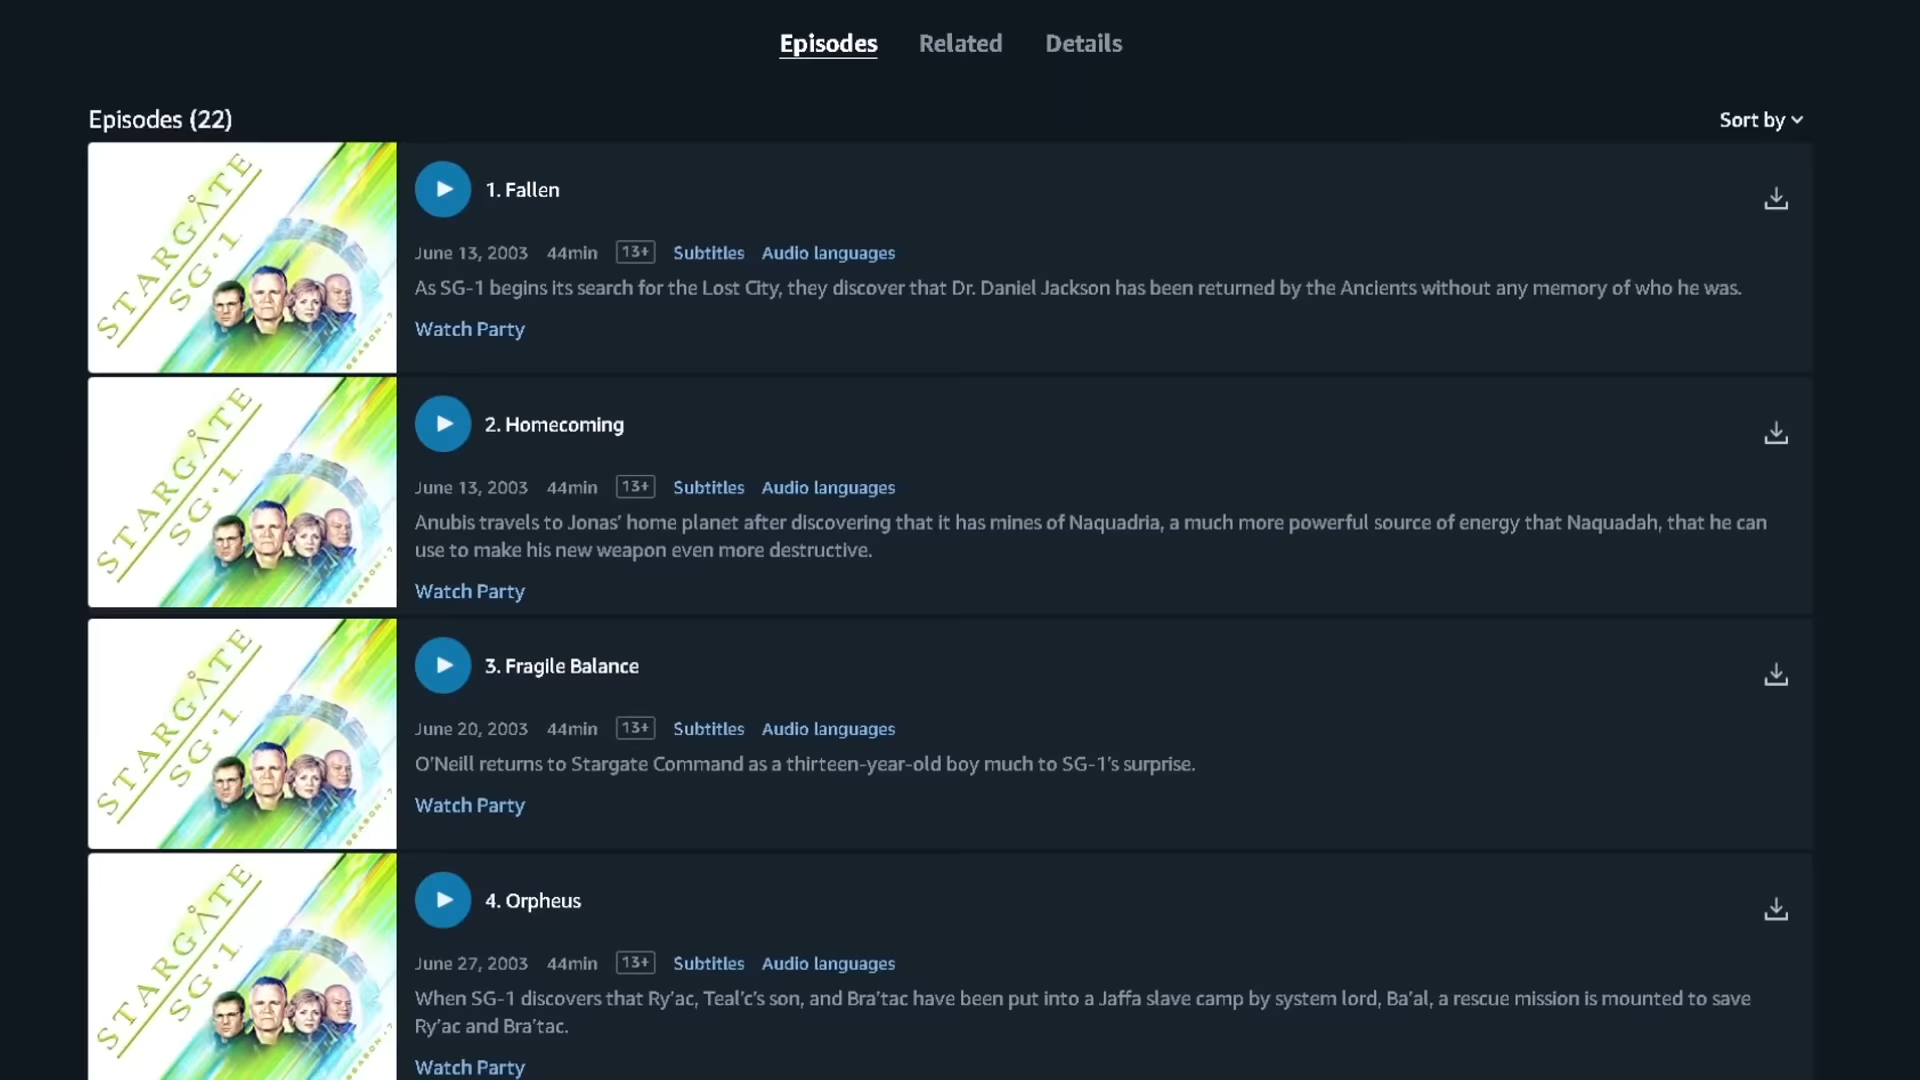 Episodes Related Details
Episodes (22)
Sort by
STARGATE
SG·1
1. Fallen
June 13, 2003 44min 13+ Subtitles Audio languages
As SG-1 begins its search for the Lost City, they discover that Dr. Daniel Jackson has been returned by the Ancients without any memory of who he was.
Watch Party
STARGATE
SG·1
2. Homecoming
June 13, 2003 44min 13+ Subtitles Audio languages
Anubis travels to Jonas’ home planet after discovering that it has mines of Naquadria, a much more powerful source of energy that Naquadah, that he can
use to make his new weapon even more destructive.
Watch Party
STARGATE
SG·1
3. Fragile Balance
June 20, 2003 44min 13+ Subtitles Audio languages
O’Neill returns to Stargate Command as a thirteen-year-old boy much to SG-1’s surprise.
Watch Party
STARGATE
SG·1
4. Orpheus
June 27, 2003 44min 13+ Subtitles Audio languages
When SG-1 discovers that Ry’ac, Teal’c’s son, and Bra’tac have been put into a Jaffa slave camp by system lord, Ba’al, a rescue mission is mounted to save
Ry’ac and Bra’tac.
Watch Party